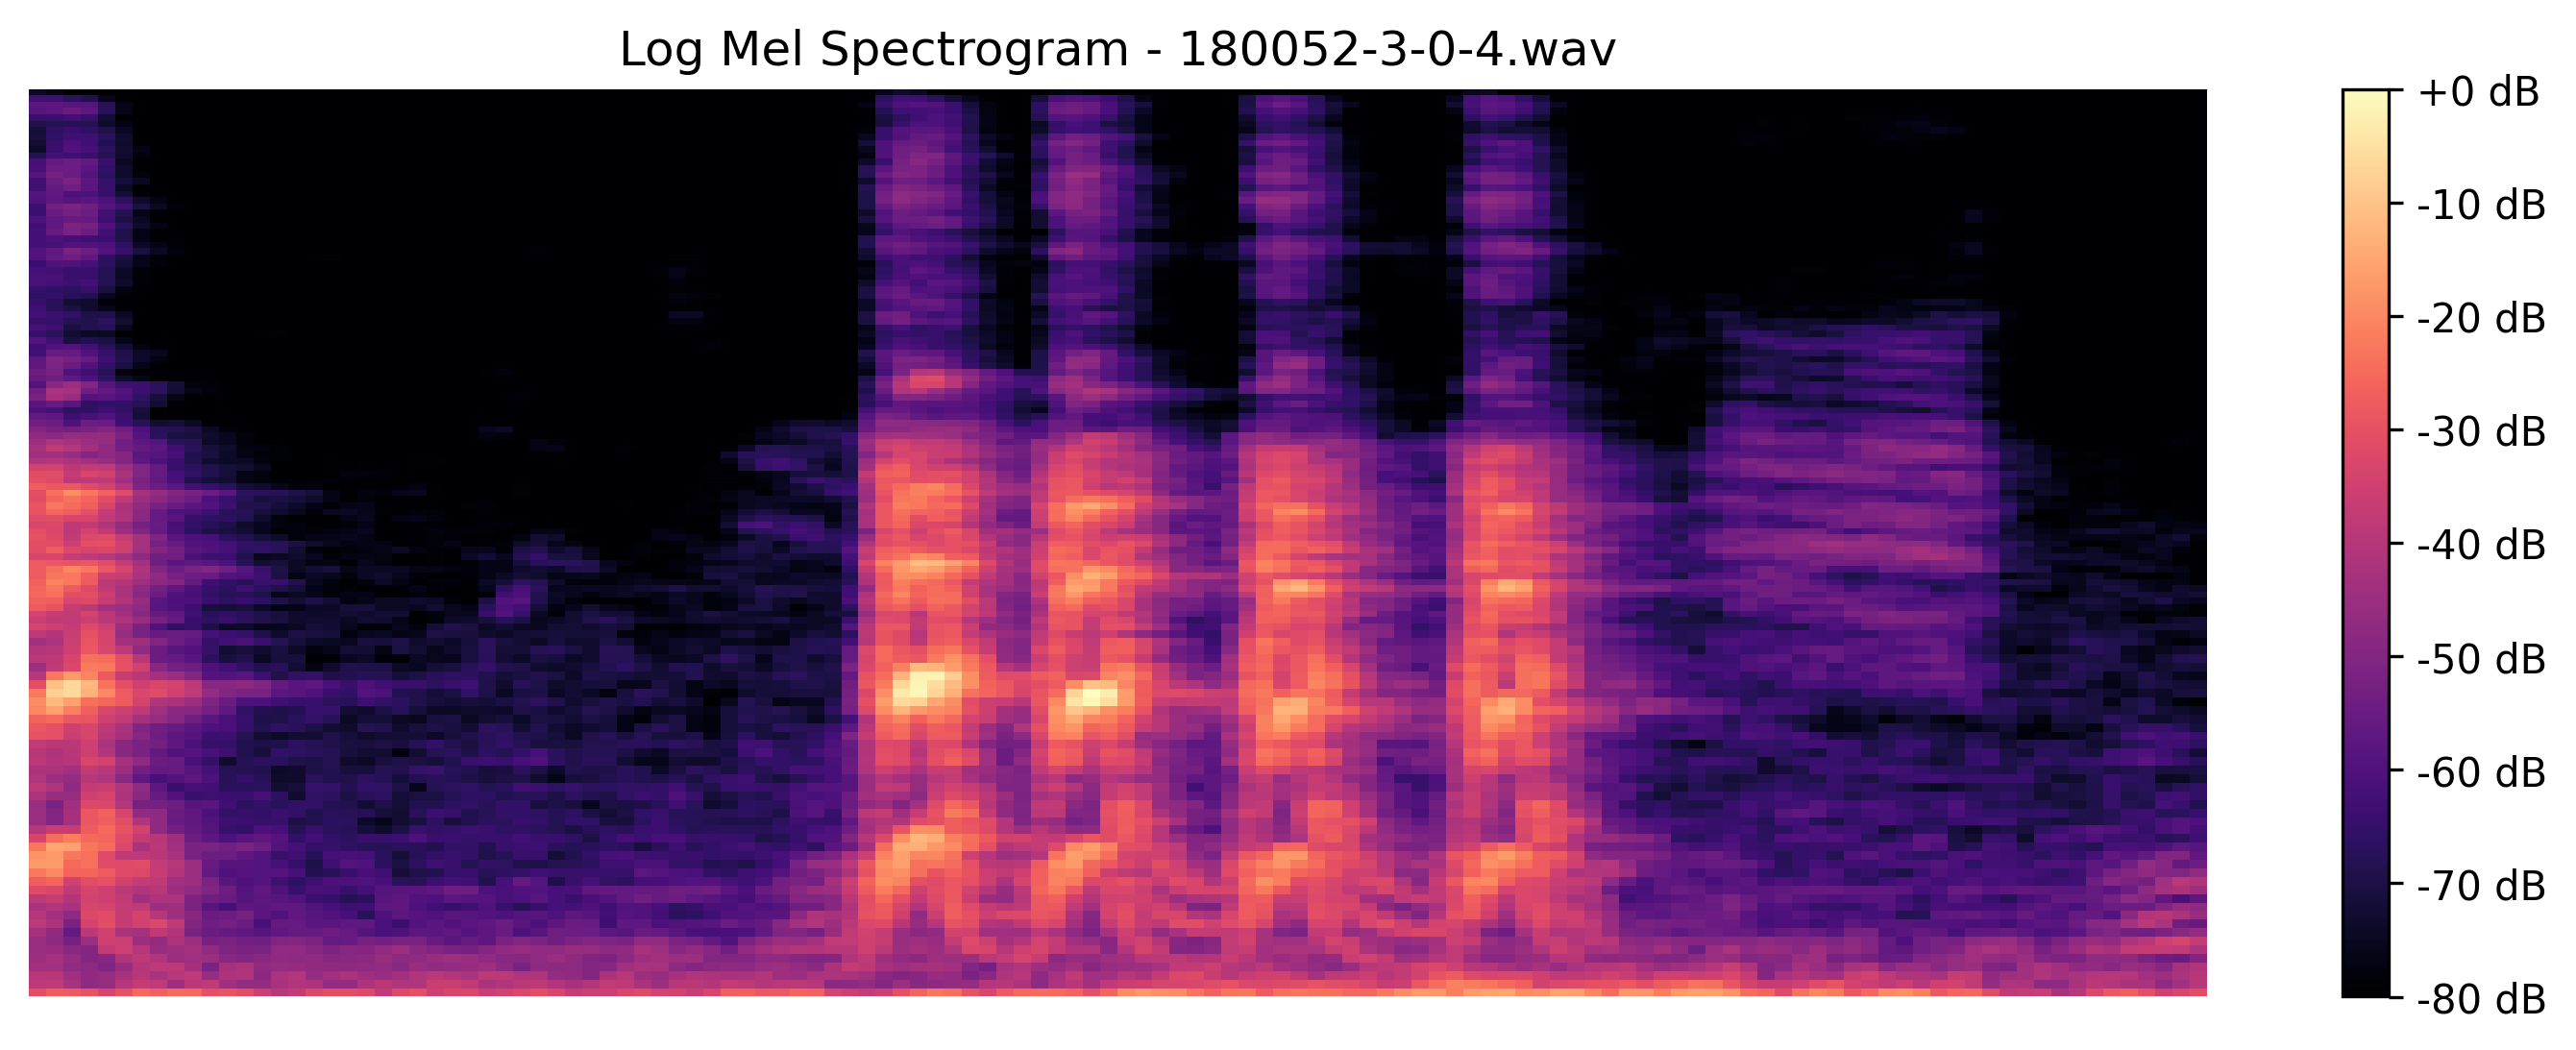 Log Mel Spectrogram - 180052-3-0-4.wav
+0 dB
-10 dB
-20 dB
-30 dB
-40 dB
-50 dB
-60 dB
-70 dB
-80 dB